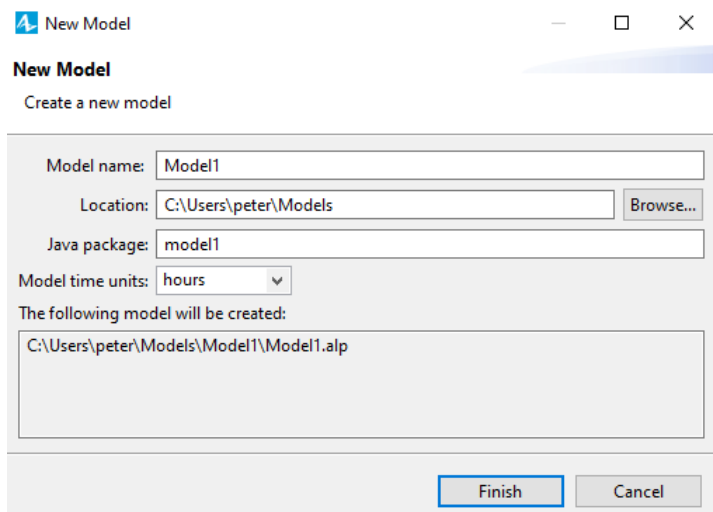 New Model
New Model
Create a new model
Model name: Model1
Location: C:\Users\peter\Models Browse...
Java package: model1
Model time units: hours
The following model will be created:
C:\Users\peter\Models\Model1\Model1.alp
Finish Cancel